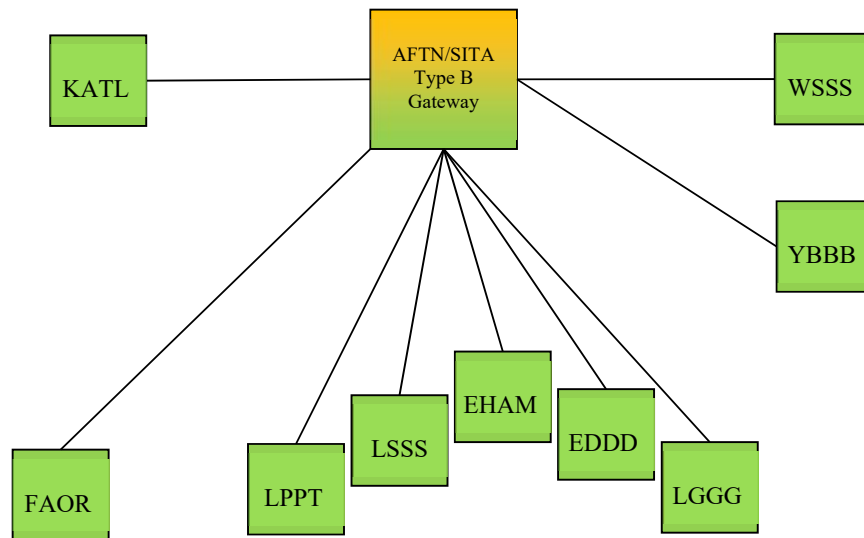 AFTN/SITA
Type B
Gateway
KATL
WSSS
YBBB
EHAM
LSSS
EDDD
LPPT
LGGG
FAOR